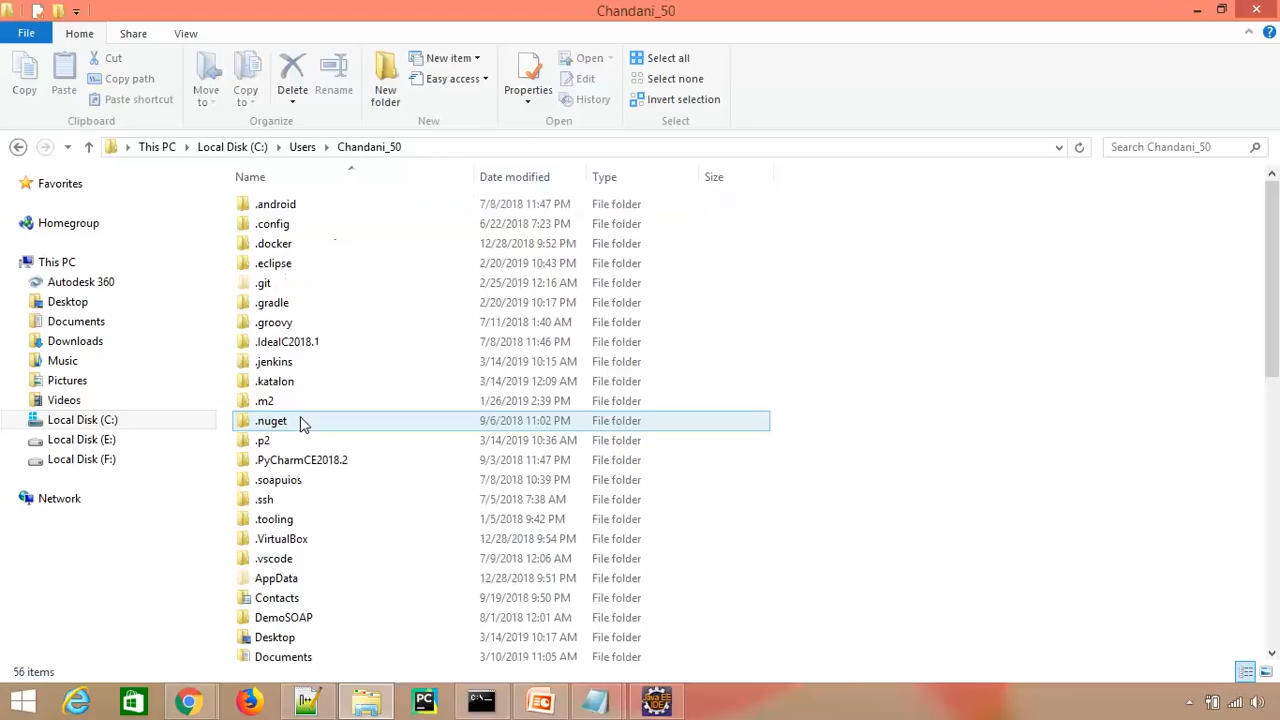 Chandani_50
File
Home
Share
View
Copy
Paste
Cut
Copy path
Paste shortcut
Clipboard
Move to
Copy to
Delete
Rename
Organize
New folder
New item
Easy access
New
Properties
Open
Edit
History
Open
Select all
Select none
Invert selection
Select
This PC
Local Disk (C:)
Users
Chandani_50
Search Chandani_50
Favorites
Homegroup
This PC
Autodesk 360
Desktop
Documents
Downloads
Music
Pictures
Videos
Local Disk (C:)
Local Disk (E:)
Local Disk (F:)
Network
Name Date modified Type Size
.android 7/8/2018 11:47 PM File folder
.config 6/22/2018 7:23 PM File folder
.docker 12/28/2018 9:52 PM File folder
.eclipse 2/20/2019 10:43 PM File folder
.git 2/25/2019 12:16 AM File folder
.gradle 2/20/2019 10:17 PM File folder
.groovy 7/11/2018 1:40 AM File folder
.IdeaIC2018.1 7/8/2018 11:46 PM File folder
.jenkins 3/14/2019 10:15 AM File folder
.katalon 3/14/2019 12:09 AM File folder
.m2 1/26/2019 2:39 PM File folder
.nuget 9/6/2018 11:02 PM File folder
.p2 3/14/2019 10:36 AM File folder
.PyCharmCE2018.2 9/3/2018 11:47 PM File folder
.soapuios 7/8/2018 10:39 PM File folder
.ssh 7/5/2018 7:38 AM File folder
.tooling 1/5/2018 9:42 PM File folder
.VirtualBox 12/28/2018 9:54 PM File folder
.vscode 7/9/2018 12:06 AM File folder
AppData 12/28/2018 9:51 PM File folder
Contacts 9/19/2018 9:50 PM File folder
DemoSOAP 8/1/2018 12:01 AM File folder
Desktop 3/14/2019 10:17 AM File folder
Documents 3/10/2019 11:05 AM File folder
56 items
PC
Java EE
IDE